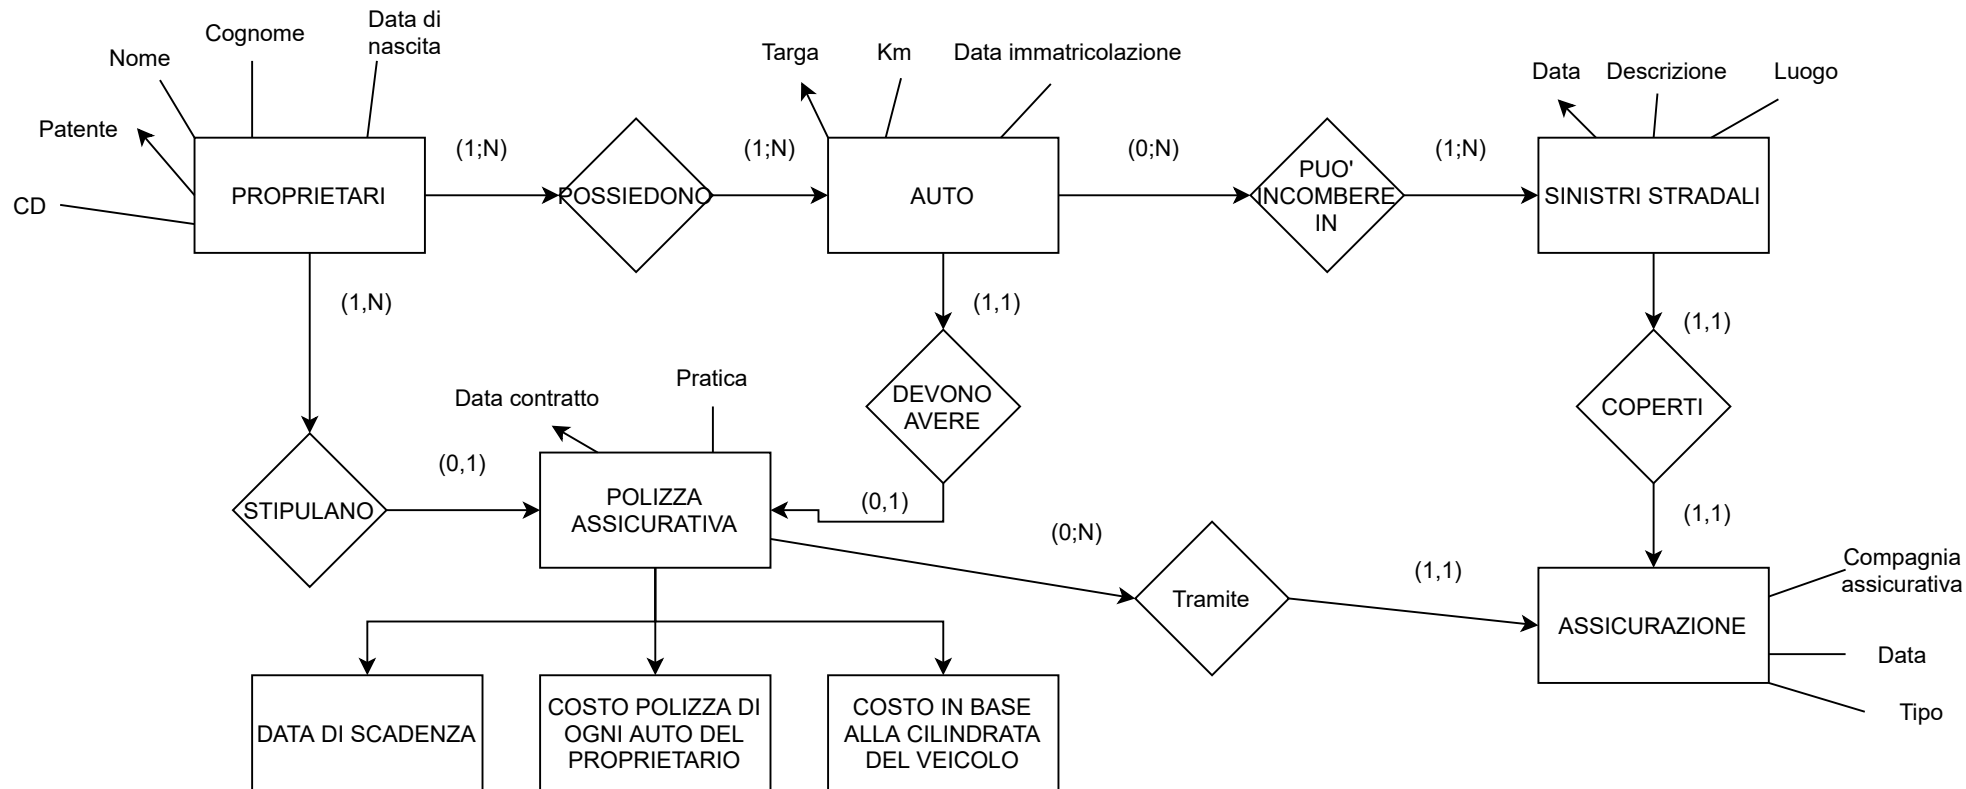 Data di
nascita
Cognome
Nome
Patente
CD
PROPRIETARI
(1;N)
POSSIEDONO
(1;N)
Targa
Km
Data immatricolazione
AUTO
(0;N)
PUO'
INCOMBERE
IN
(1;N)
Data
Descrizione
Luogo
SINISTRI STRADALI
(1,N)
(1,1)
(1,1)
STIPULANO
(0,1)
Data contratto
Pratica
POLIZZA
ASSICURATIVA
DEVONO
AVERE
(0,1)
COPERTI
(1,1)
(0;N)
Tramite
(1,1)
ASSICURAZIONE
Compagnia
assicurativa
Data
Tipo
DATA DI SCADENZA
COSTO POLIZZA DI
OGNI AUTO DEL
PROPRIETARIO
COSTO IN BASE
ALLA CILINDRATA
DEL VEICOLO